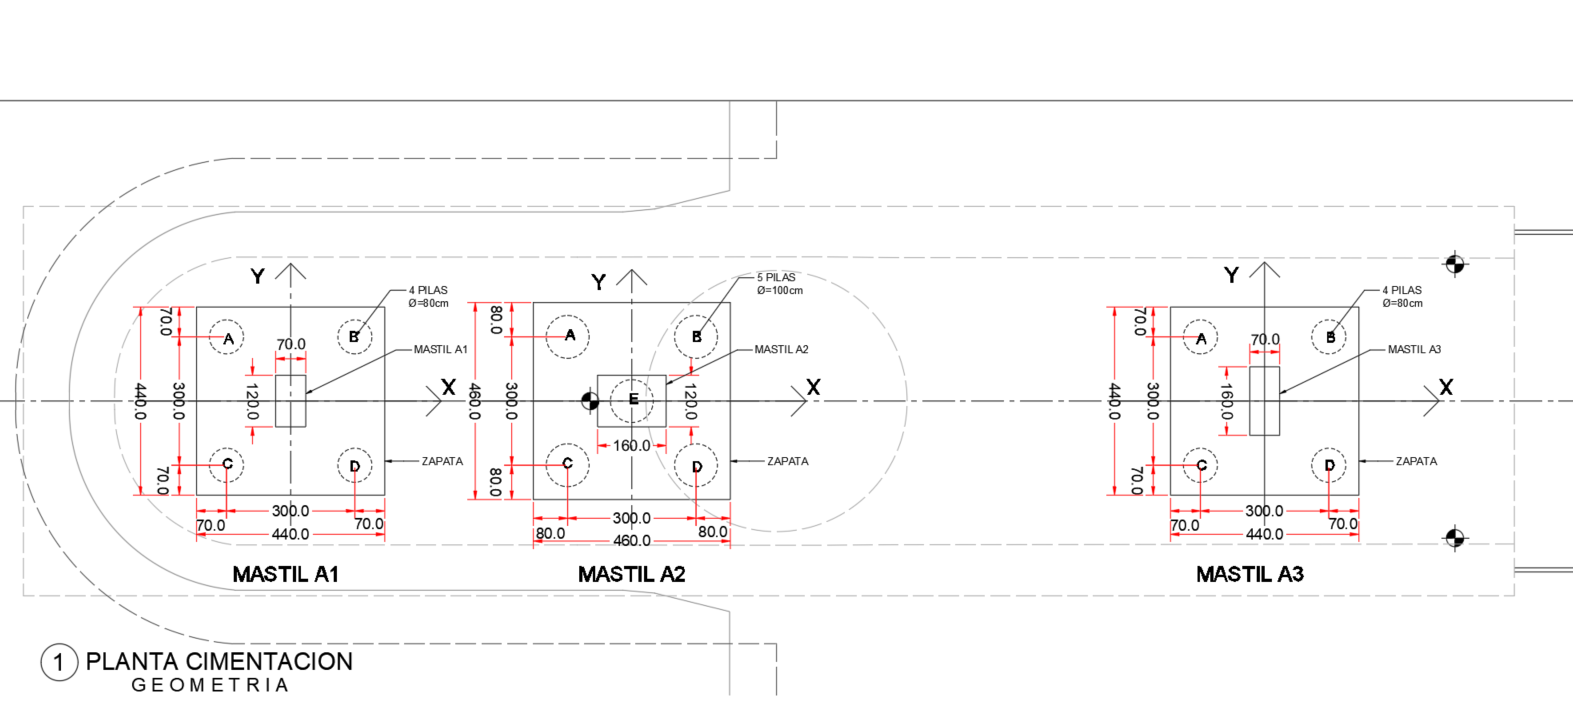 Y
4 PILAS
Ø=80cm
70.0
A
B
70.0
MASTIL A1
X
440.0
300.0
120.0
C
D
ZAPATA
70.0
300.0
70.0
70.0
440.0
MASTIL A1
Y
5 PILAS
Ø=100cm
80.0
A
B
MASTIL A2
X
460.0
300.0
E
120.0
160.0
C
D
ZAPATA
80.0
300.0
80.0
80.0
460.0
MASTIL A2
Y
4 PILAS
Ø=80cm
70.0
A
B
70.0
MASTIL A3
X
440.0
300.0
160.0
C
D
ZAPATA
70.0
300.0
70.0
70.0
440.0
MASTIL A3
1 PLANTA CIMENTACION
GEOMETRIA